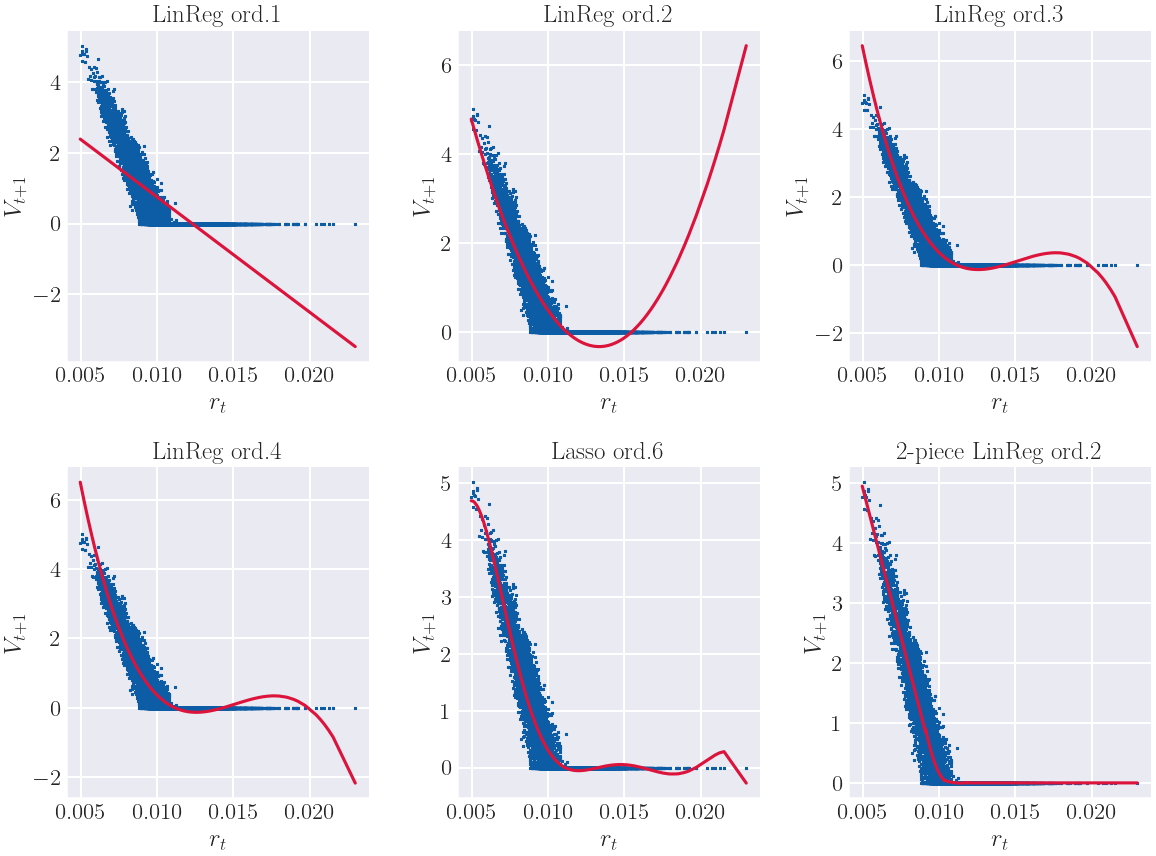 LinReg ord.1
V_{t+1}
4
2
0
−2
0.005 0.010 0.015 0.020
r_t
LinReg ord.2
V_{t+1}
6
4
2
0
0.005 0.010 0.015 0.020
r_t
LinReg ord.3
V_{t+1}
6
4
2
0
−2
0.005 0.010 0.015 0.020
r_t
LinReg ord.4
V_{t+1}
6
4
2
0
−2
0.005 0.010 0.015 0.020
r_t
Lasso ord.6
V_{t+1}
5
4
3
2
1
0
0.005 0.010 0.015 0.020
r_t
2-piece LinReg ord.2
V_{t+1}
5
4
3
2
1
0
0.005 0.010 0.015 0.020
r_t